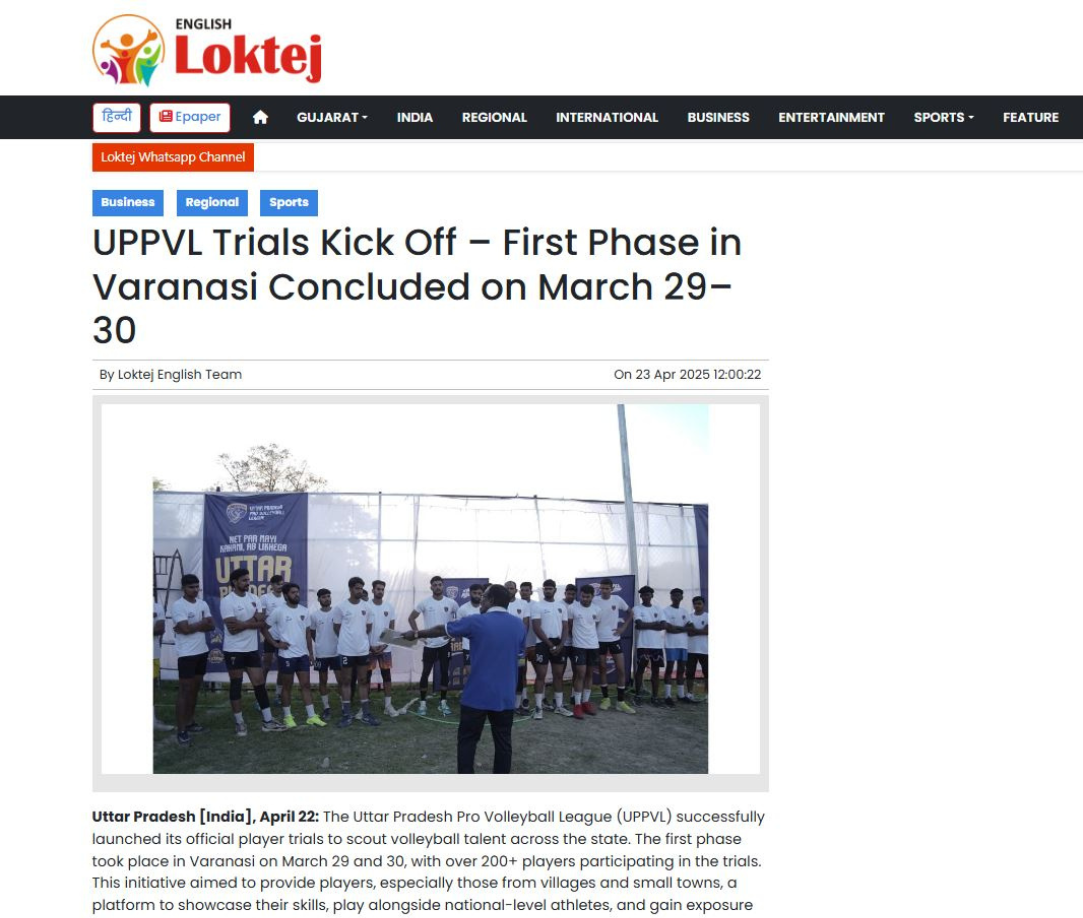 ENGLISH
Loktej
हिन्दी
Epaper
GUJARAT
INDIA
REGIONAL
INTERNATIONAL
BUSINESS
ENTERTAINMENT
SPORTS
FEATURE
Loktej Whatsapp Channel
Business
Regional
Sports
UPPVL Trials Kick Off – First Phase in
Varanasi Concluded on March 29–
30
By Loktej English Team
On 23 Apr 2025 12:00:22
UTTAR PRADESH
PRO VOLLEYBALL
LEAGUE
NET PAR NAYI
KAHANI, AB LIKHEGA
UTTAR
Uttar Pradesh [India], April 22: The Uttar Pradesh Pro Volleyball League (UPPVL) successfully
launched its official player trials to scout volleyball talent across the state. The first phase
took place in Varanasi on March 29 and 30, with over 200+ players participating in the trials.
This initiative aimed to provide players, especially those from villages and small towns, a
platform to showcase their skills, play alongside national-level athletes, and gain exposure